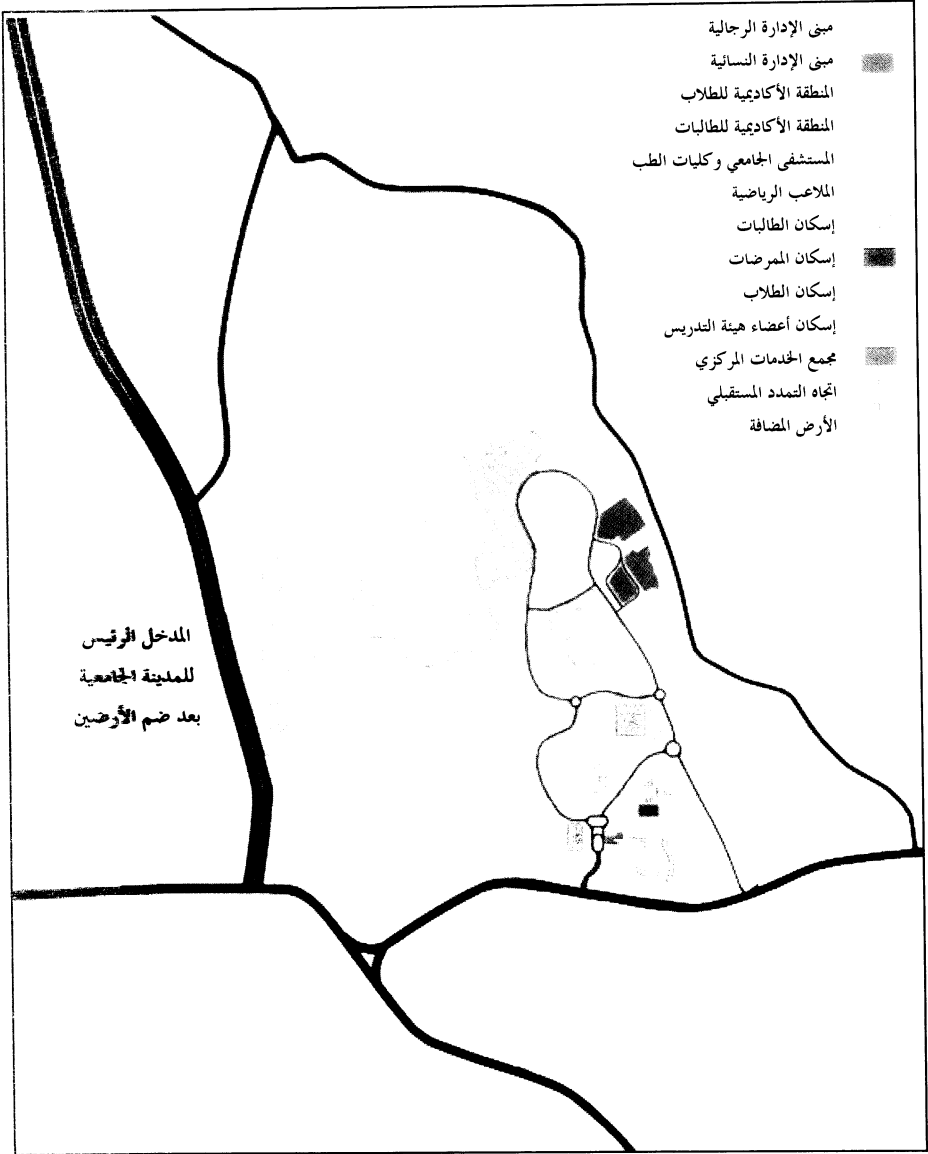 مبنى الإدارة الرجالية
مبنى الإدارة النسائية
المنطقة الأكاديمية للطلاب
المنطقة الأكاديمية للطالبات
المستشفى الجامعي وكليات الطب
الملاعب الرياضية
إسكان الطالبات
إسكان الممرضات
إسكان الطلاب
إسكان أعضاء هيئة التدريس
مجمع الخدمات المركزي
اتجاه التمدد المستقبلي
الأرض المضافة
المدخل الرئيس
للمدينة الجامعية
بعد ضم الأرضين